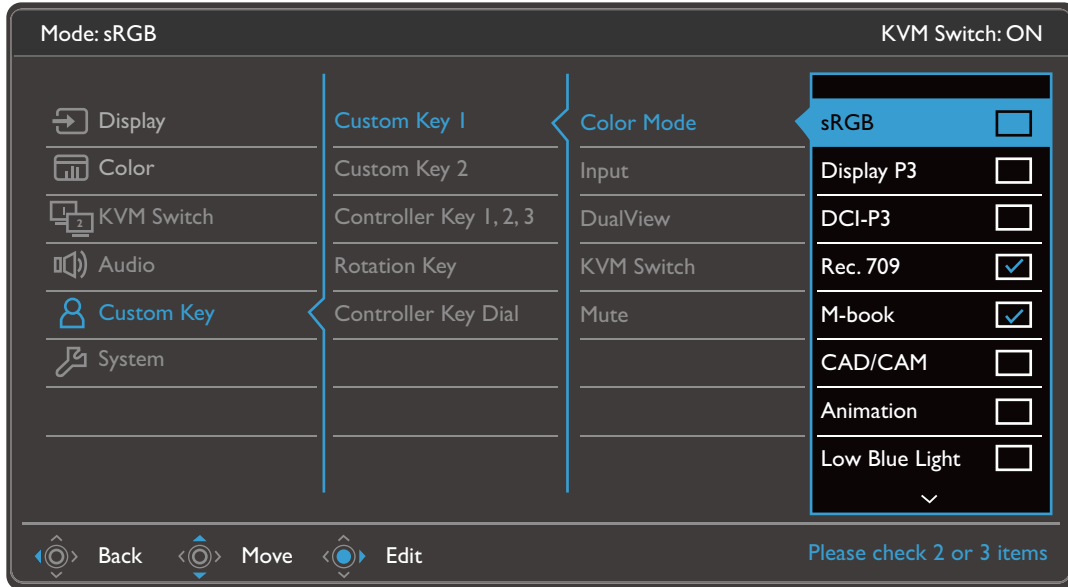 Mode: sRGB
KVM Switch: ON
Display
Color
KVM Switch
Audio
Custom Key
System
Custom Key 1
Custom Key 2
Controller Key 1, 2, 3
Rotation Key
Controller Key Dial
Color Mode
Input
DualView
KVM Switch
Mute
sRGB
Display P3
DCI-P3
Rec. 709
M-book
CAD/CAM
Animation
Low Blue Light
Back
Move
Edit
Please check 2 or 3 items